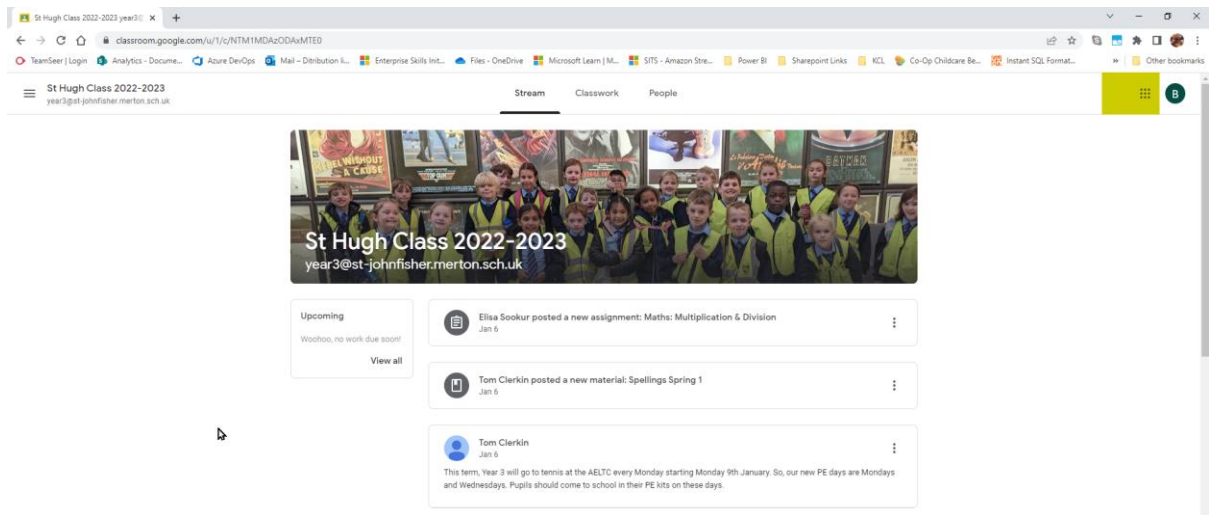 St Hugh Class 2022-2023 year3@
classroom.google.com/u/1/c/NTM1MDAzODAxMTE0
TeamSeer | Login Analytics - Docume... Azure DevOps Mail – Ditribution li... Enterprise Skills Init... Files - OneDrive Microsoft Learn | M... SITS - Amazon Stre... Power BI Sharepoint Links KCL Co-Op Childcare Be... Instant SQL Format... » Other bookmarks
St Hugh Class 2022-2023
year3@st-johnfisher.merton.sch.uk
Stream Classwork People
B
REBEL WITHOUT
A CAUSE
TOP GUN
BATMAN
St Hugh Class 2022-2023
year3@st-johnfisher.merton.sch.uk
Upcoming
Woohoo, no work due soon!
View all
Elisa Sookur posted a new assignment: Maths: Multiplication & Division
Jan 6
Tom Clerkin posted a new material: Spellings Spring 1
Jan 6
Tom Clerkin
Jan 6
This term, Year 3 will go to tennis at the AELTC every Monday starting Monday 9th January. So, our new PE days are Mondays
and Wednesdays. Pupils should come to school in their PE kits on these days.